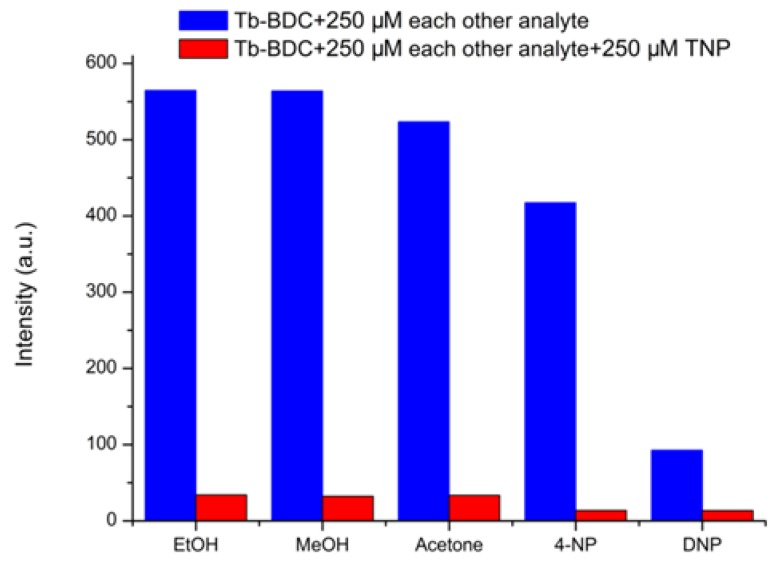 Tb-BDC+250 µM each other analyte
Tb-BDC+250 µM each other analyte+250 µM TNP
Intensity (a.u.)
600
500
400
300
200
100
0
EtOH MeOH Acetone 4-NP DNP